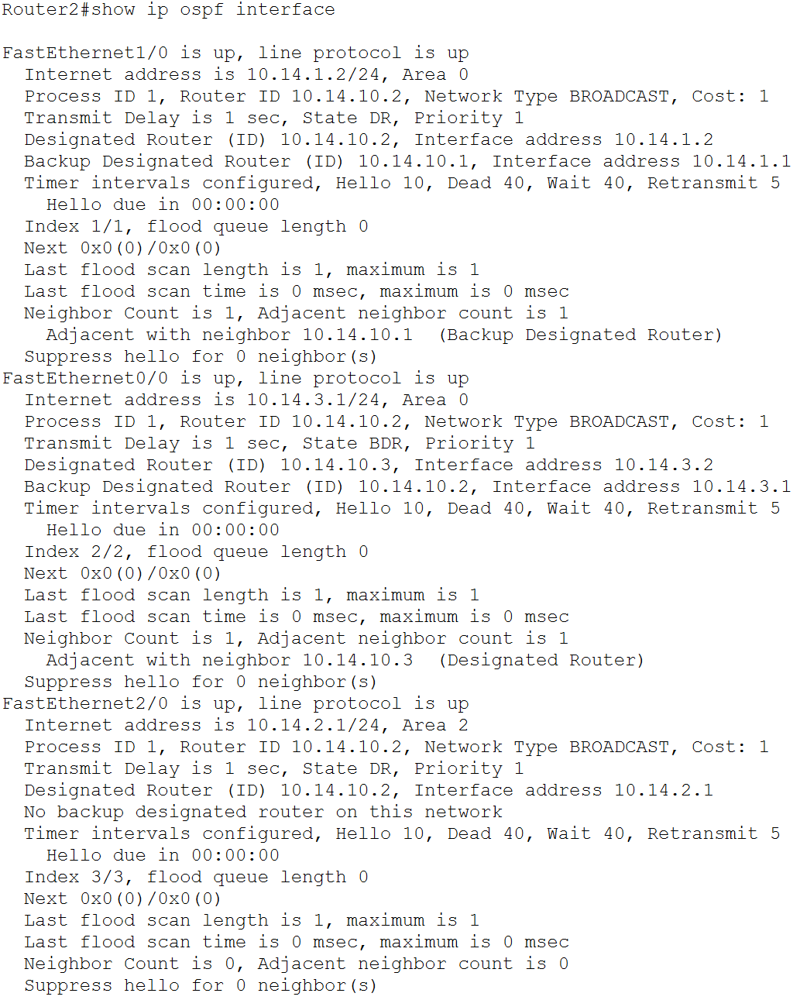 Router2#show ip ospf interface

FastEthernet1/0 is up, line protocol is up
  Internet address is 10.14.1.2/24, Area 0
  Process ID 1, Router ID 10.14.10.2, Network Type BROADCAST, Cost: 1
  Transmit Delay is 1 sec, State DR, Priority 1
  Designated Router (ID) 10.14.10.2, Interface address 10.14.1.2
  Backup Designated Router (ID) 10.14.10.1, Interface address 10.14.1.1
  Timer intervals configured, Hello 10, Dead 40, Wait 40, Retransmit 5
    Hello due in 00:00:00
  Index 1/1, flood queue length 0
  Next 0x0(0)/0x0(0)
  Last flood scan length is 1, maximum is 1
  Last flood scan time is 0 msec, maximum is 0 msec
  Neighbor Count is 1, Adjacent neighbor count is 1
    Adjacent with neighbor 10.14.10.1  (Backup Designated Router)
  Suppress hello for 0 neighbor(s)
FastEthernet0/0 is up, line protocol is up
  Internet address is 10.14.3.1/24, Area 0
  Process ID 1, Router ID 10.14.10.2, Network Type BROADCAST, Cost: 1
  Transmit Delay is 1 sec, State BDR, Priority 1
  Designated Router (ID) 10.14.10.3, Interface address 10.14.3.2
  Backup Designated Router (ID) 10.14.10.2, Interface address 10.14.3.1
  Timer intervals configured, Hello 10, Dead 40, Wait 40, Retransmit 5
    Hello due in 00:00:00
  Index 2/2, flood queue length 0
  Next 0x0(0)/0x0(0)
  Last flood scan length is 1, maximum is 1
  Last flood scan time is 0 msec, maximum is 0 msec
  Neighbor Count is 1, Adjacent neighbor count is 1
    Adjacent with neighbor 10.14.10.3  (Designated Router)
  Suppress hello for 0 neighbor(s)
FastEthernet2/0 is up, line protocol is up
  Internet address is 10.14.2.1/24, Area 2
  Process ID 1, Router ID 10.14.10.2, Network Type BROADCAST, Cost: 1
  Transmit Delay is 1 sec, State DR, Priority 1
  Designated Router (ID) 10.14.10.2, Interface address 10.14.2.1
  No backup designated router on this network
  Timer intervals configured, Hello 10, Dead 40, Wait 40, Retransmit 5
    Hello due in 00:00:00
  Index 3/3, flood queue length 0
  Next 0x0(0)/0x0(0)
  Last flood scan length is 1, maximum is 1
  Last flood scan time is 0 msec, maximum is 0 msec
  Neighbor Count is 0, Adjacent neighbor count is 0
  Suppress hello for 0 neighbor(s)